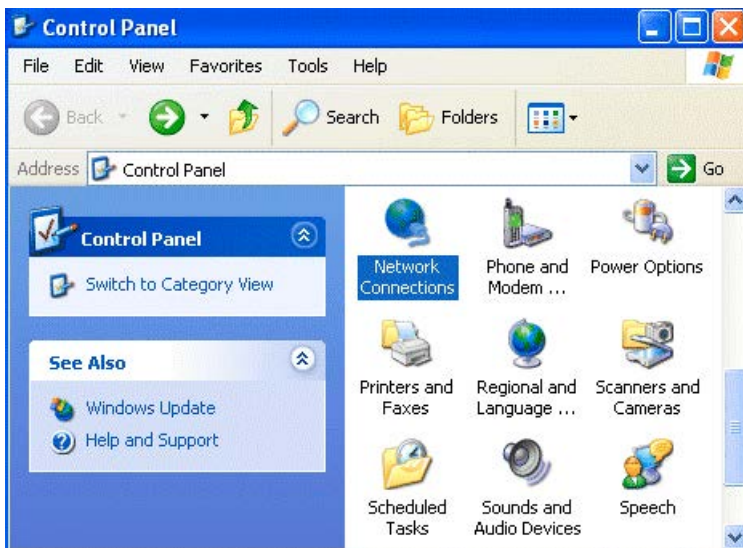 Control Panel
File Edit View Favorites Tools Help
Back Search Folders
Address Control Panel Go
Control Panel
Switch to Category View
See Also
Windows Update
Help and Support
Network
Connections
Phone and
Modem ...
Power Options
Printers and
Faxes
Regional and
Language ...
Scanners and
Cameras
Scheduled
Tasks
Sounds and
Audio Devices
Speech